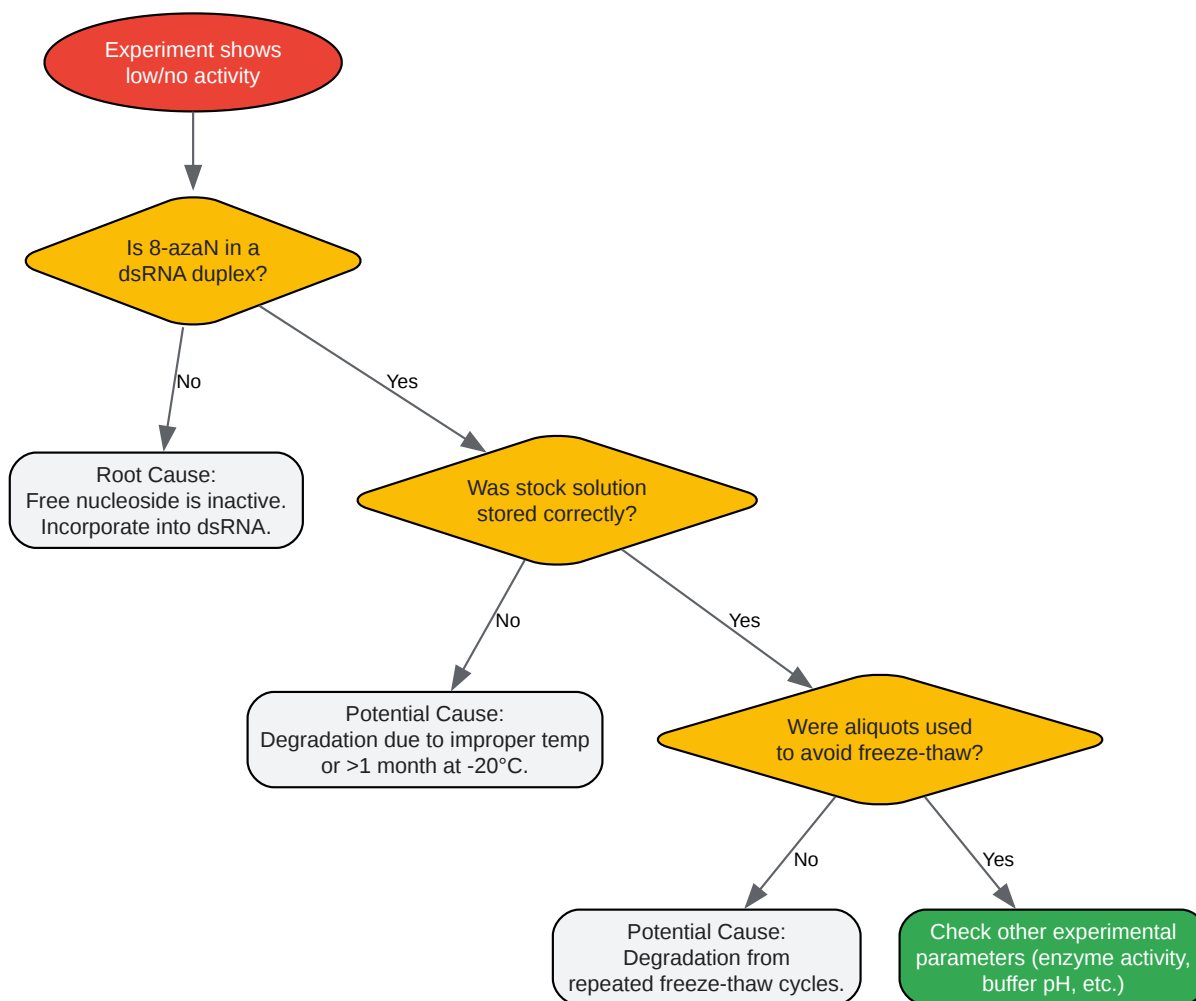 Experiment shows
low/no activity
Is 8-azaN in a
dsRNA duplex?
No
Yes
Root Cause:
Free nucleoside is inactive.
Incorporate into dsRNA.
Was stock solution
stored correctly?
No
Yes
Potential Cause:
Degradation due to improper temp
or >1 month at -20°C.
Were aliquots used
to avoid freeze-thaw?
No
Yes
Potential Cause:
Degradation from
repeated freeze-thaw cycles.
Check other experimental
parameters (enzyme activity,
buffer pH, etc.)